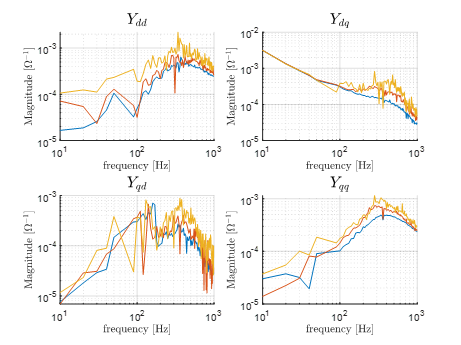 Y_dd
Magnitude [Ω^-1]
10^-3
10^-4
10^-5
10^1 10^2 10^3
frequency [Hz]
Y_dq
Magnitude [Ω^-1]
10^-2
10^-3
10^-4
10^-5
10^1 10^2 10^3
frequency [Hz]
Y_qd
Magnitude [Ω^-1]
10^-3
10^-4
10^-5
10^1 10^2 10^3
frequency [Hz]
Y_qq
Magnitude [Ω^-1]
10^-3
10^-4
10^-5
10^1 10^2 10^3
frequency [Hz]